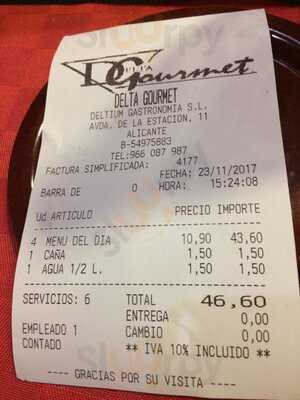 DELTA
Gourmet
DELTA GOURMET
DELTIUM GASTRONOMIA S.L.
AVDA. DE LA ESTACION, 11
ALICANTE
B-54975883
TEL:966 087 987
FACTURA SIMPLIFICADA: 4177
FECHA: 23/11/2017
BARRA DE 0 HORA: 15:24:08
Ud.ARTICULO PRECIO IMPORTE
4 MENU DEL DIA 10,90 43,60
1 CAÑA 1,50 1,50
1 AGUA 1/2 L. 1,50 1,50
SERVICIOS: 6 TOTAL 46,60
ENTREGA 0,00
EMPLEADO 1 CAMBIO 0,00
CONTADO ** IVA 10% INCLUIDO **
---- GRACIAS POR SU VISITA ----